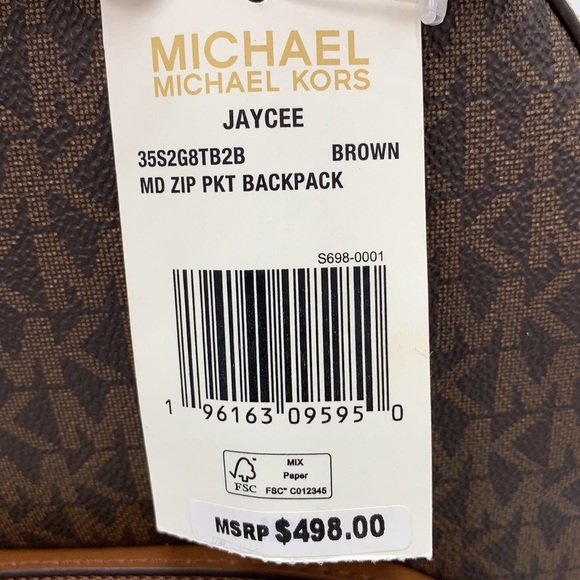 MICHAEL
MICHAEL KORS
JAYCEE
35S2G8TB2B BROWN
MD ZIP PKT BACKPACK
S698-0001
1 96163 09595 0
FSC
MIX
Paper
FSC™ C012345
MSRP $498.00